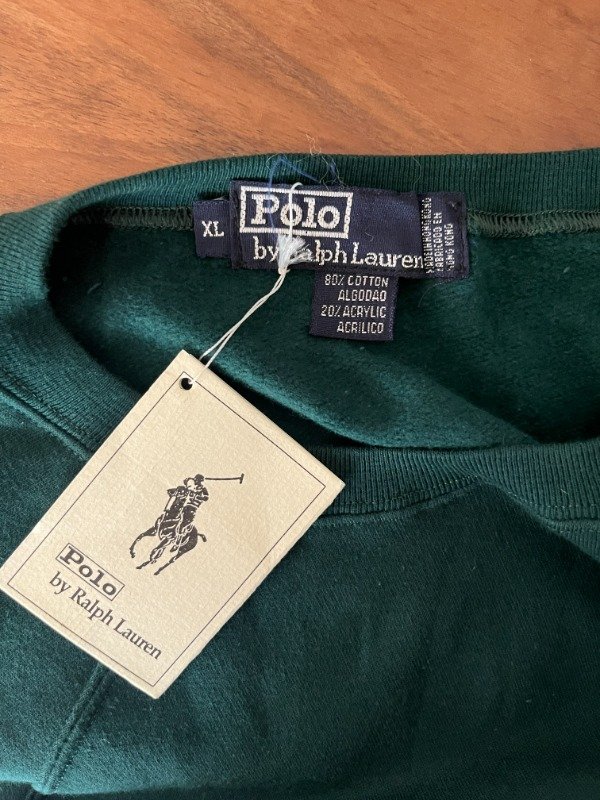 XL
Polo
by Ralph Lauren
MADE IN HONG KONG
FABRICADO EN
HONG KONG
80% COTTON
ALGODAO
20% ACRYLIC
ACRILICO
Polo
by Ralph Lauren